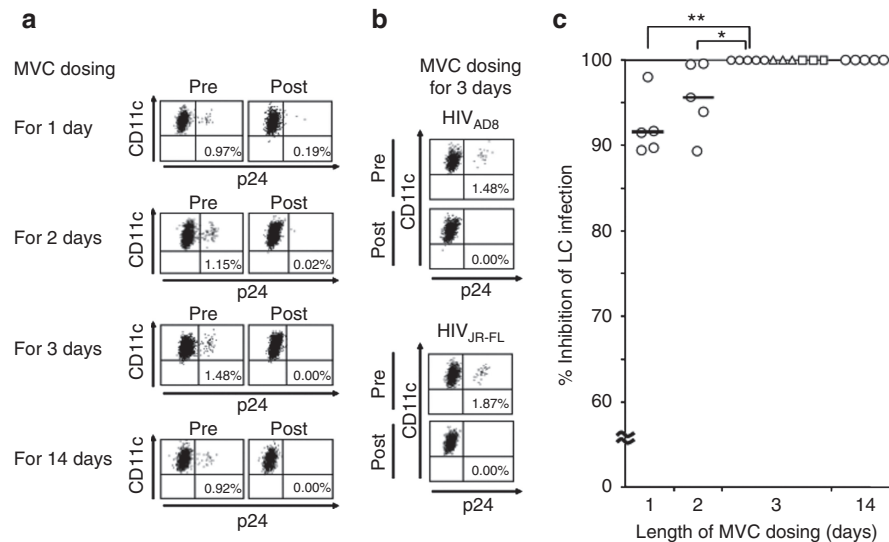 a
MVC dosing
Pre Post
For 1 day
CD11c
0.97% 0.19%
p24
Pre Post
For 2 days
CD11c
1.15% 0.02%
p24
Pre Post
For 3 days
CD11c
1.48% 0.00%
p24
Pre Post
For 14 days
CD11c
0.92% 0.00%
p24
b
MVC dosing
for 3 days
HIV AD8
Pre
CD11c
1.48%
Post
0.00%
p24
HIV JR-FL
Pre
CD11c
1.87%
Post
0.00%
p24
c
**
*
% Inhibition of LC infection
100
90
80
70
60
0
1 2 3 14
Length of MVC dosing (days)